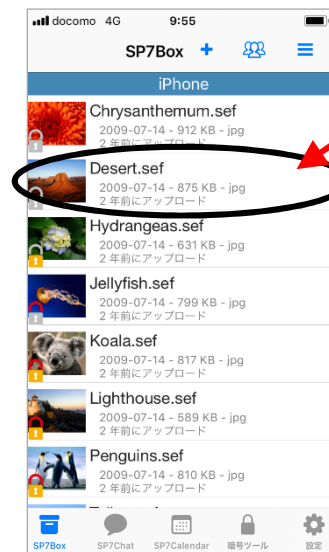 docomo 4G 9:55
SP7Box +
iPhone
Chrysanthemum.sef
2009-07-14 - 912 KB - jpg
2 年前にアップロード
Desert.sef
2009-07-14 - 875 KB - jpg
2 年前にアップロード
Hydrangeas.sef
2009-07-14 - 631 KB - jpg
2 年前にアップロード
Jellyfish.sef
2009-07-14 - 799 KB - jpg
2 年前にアップロード
Koala.sef
2009-07-14 - 817 KB - jpg
2 年前にアップロード
Lighthouse.sef
2009-07-14 - 589 KB - jpg
2 年前にアップロード
Penguins.sef
2009-07-14 - 810 KB - jpg
2 年前にアップロード
SP7Box SP7Chat SP7Calendar 暗号ツール 設定